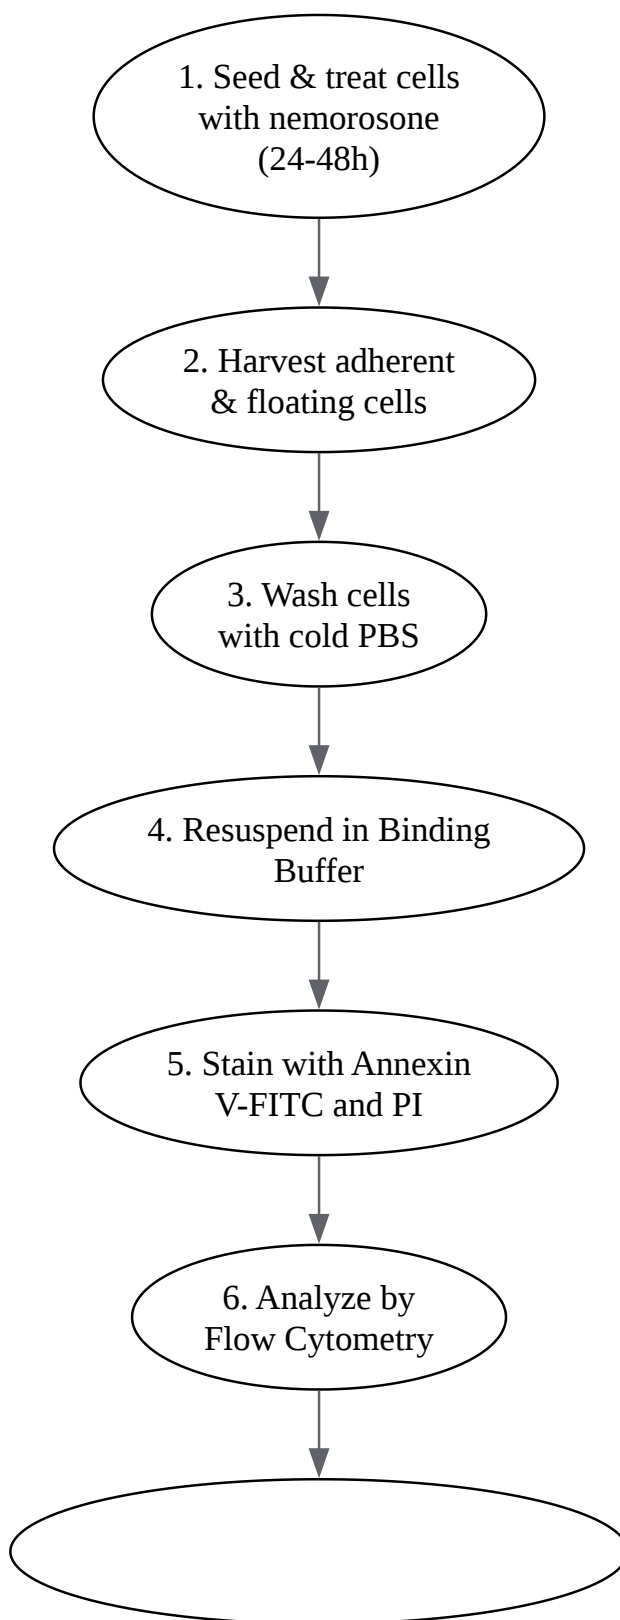 1. Seed & treat cells
with nemorosone
(24-48h)
2. Harvest adherent
& floating cells
3. Wash cells
with cold PBS
4. Resuspend in Binding
Buffer
5. Stain with Annexin
V-FITC and PI
6. Analyze by
Flow Cytometry